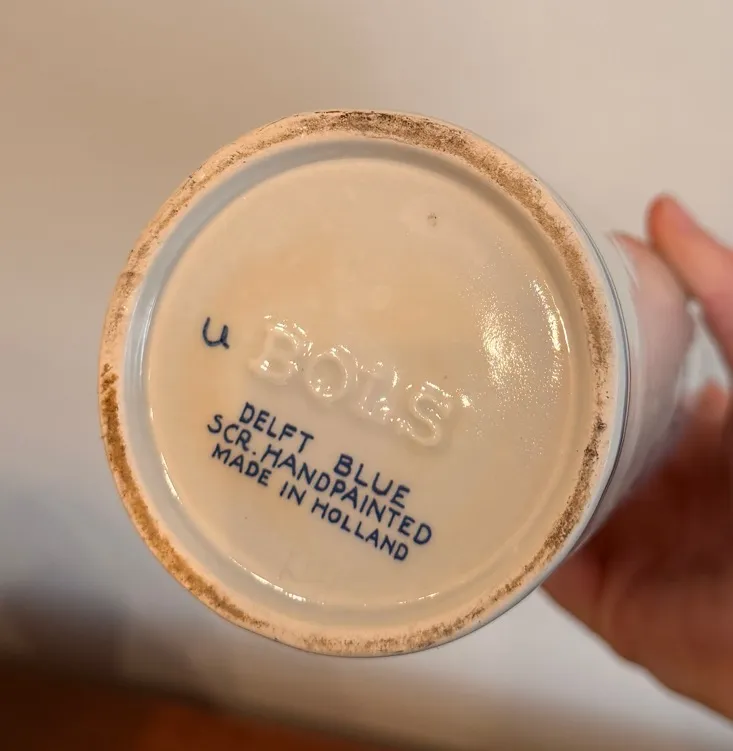 u
BOLS
DELFT BLUE
SCR. HANDPAINTED
MADE IN HOLLAND